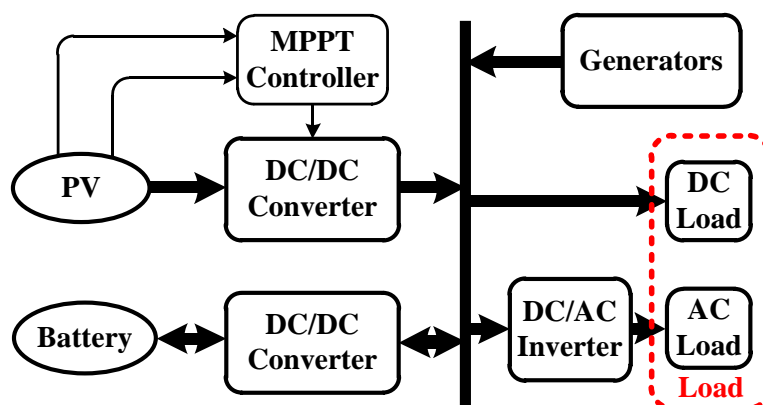 MPPT
Controller
Generators
PV
DC/DC
Converter
DC
Load
Battery
DC/DC
Converter
DC/AC
Inverter
AC
Load
Load